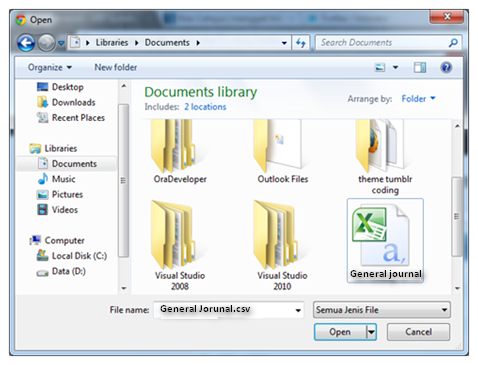 Open
Libraries
Documents
Search Documents
Organize
New folder
Desktop
Downloads
Recent Places
Libraries
Documents
Music
Pictures
Videos
Computer
Local Disk (C:)
Data (D:)
Documents library
Includes: 2 locations
Arrange by: Folder
OraDeveloper
Outlook Files
theme tumblr
coding
Visual Studio
2008
Visual Studio
2010
a,
General journal
File name: General Jorunal.csv
Semua Jenis File
Open
Cancel